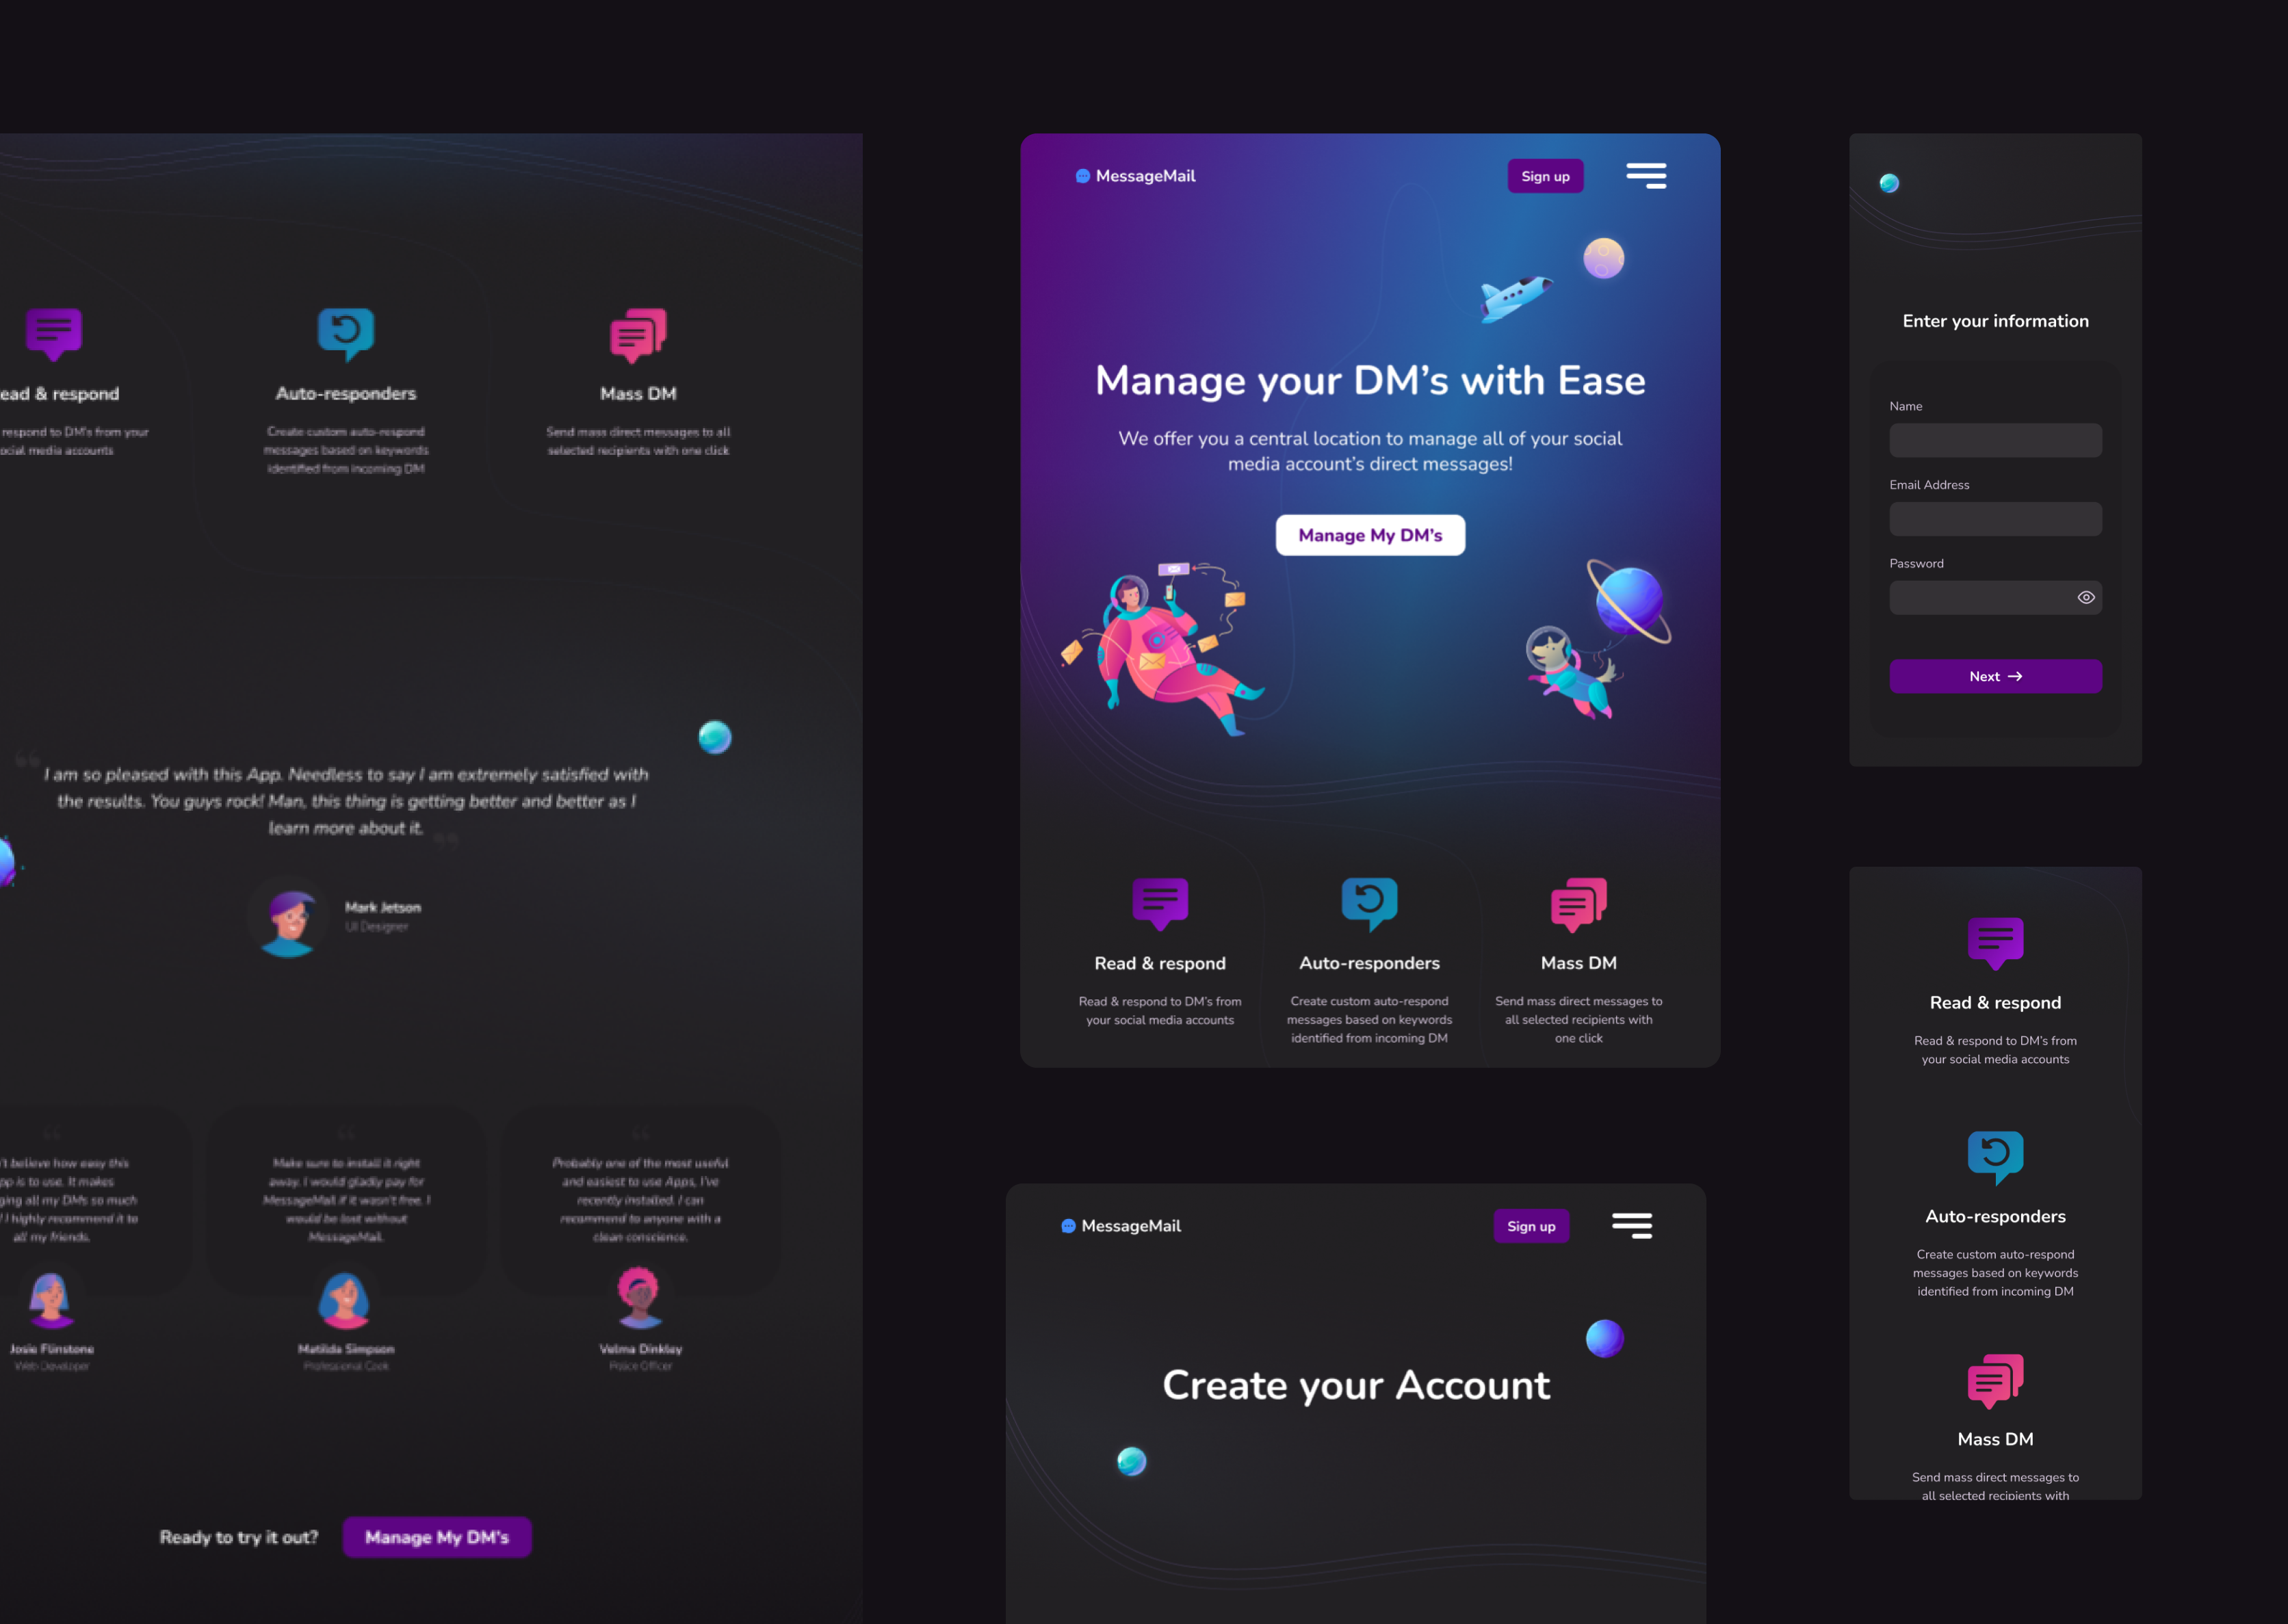 ead & respond
respond to DM's from your
ocial media accounts
Auto-responders
Create custom auto-respond
messages based on keywords
identified from incoming DM
Mass DM
Send mass direct messages to all
selected recipients with one click
“
I am so pleased with this App. Needless to say I am extremely satisfied with
the results. You guys rock! Man, this thing is getting better and better as I
learn more about it.
”
Mark Jetson
UI Designer
“
't believe how easy this
pp is to use. It makes
ging all my DMs so much
! I highly recommend it to
all my friends.
Josie Flinstone
Web Developer
“
Make sure to install it right
away. I would gladly pay for
MessageMail if it wasn't free. I
would be lost without
MessageMail.
Matilda Simpson
Professional Cook
“
Probably one of the most useful
and easiest to use Apps, I've
recently installed. I can
recommend to anyone with a
clean conscience.
Velma Dinkley
Police Officer
Ready to try it out?
Manage My DM's
MessageMail
Sign up
Manage your DM’s with Ease
We offer you a central location to manage all of your social
media account’s direct messages!
Manage My DM’s
Read & respond
Read & respond to DM’s from
your social media accounts
Auto-responders
Create custom auto-respond
messages based on keywords
identified from incoming DM
Mass DM
Send mass direct messages to
all selected recipients with
one click
MessageMail
Sign up
Create your Account
Enter your information
Name
Email Address
Password
Next →
Read & respond
Read & respond to DM’s from
your social media accounts
Auto-responders
Create custom auto-respond
messages based on keywords
identified from incoming DM
Mass DM
Send mass direct messages to
all selected recipients with